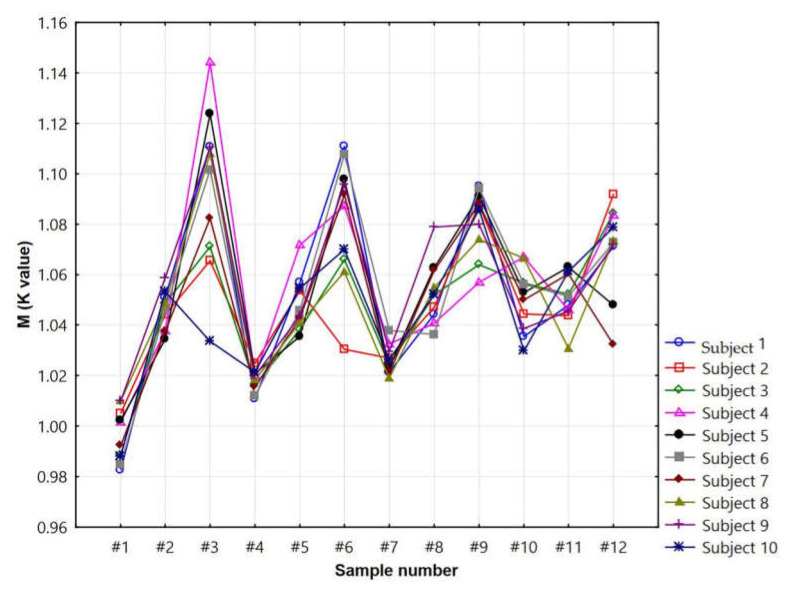 1.16
1.14
1.12
1.10
1.08
1.06
1.04
1.02
1.00
0.98
0.96
M (K value)
#1 #2 #3 #4 #5 #6 #7 #8 #9 #10 #11 #12
Sample number
Subject 1
Subject 2
Subject 3
Subject 4
Subject 5
Subject 6
Subject 7
Subject 8
Subject 9
Subject 10